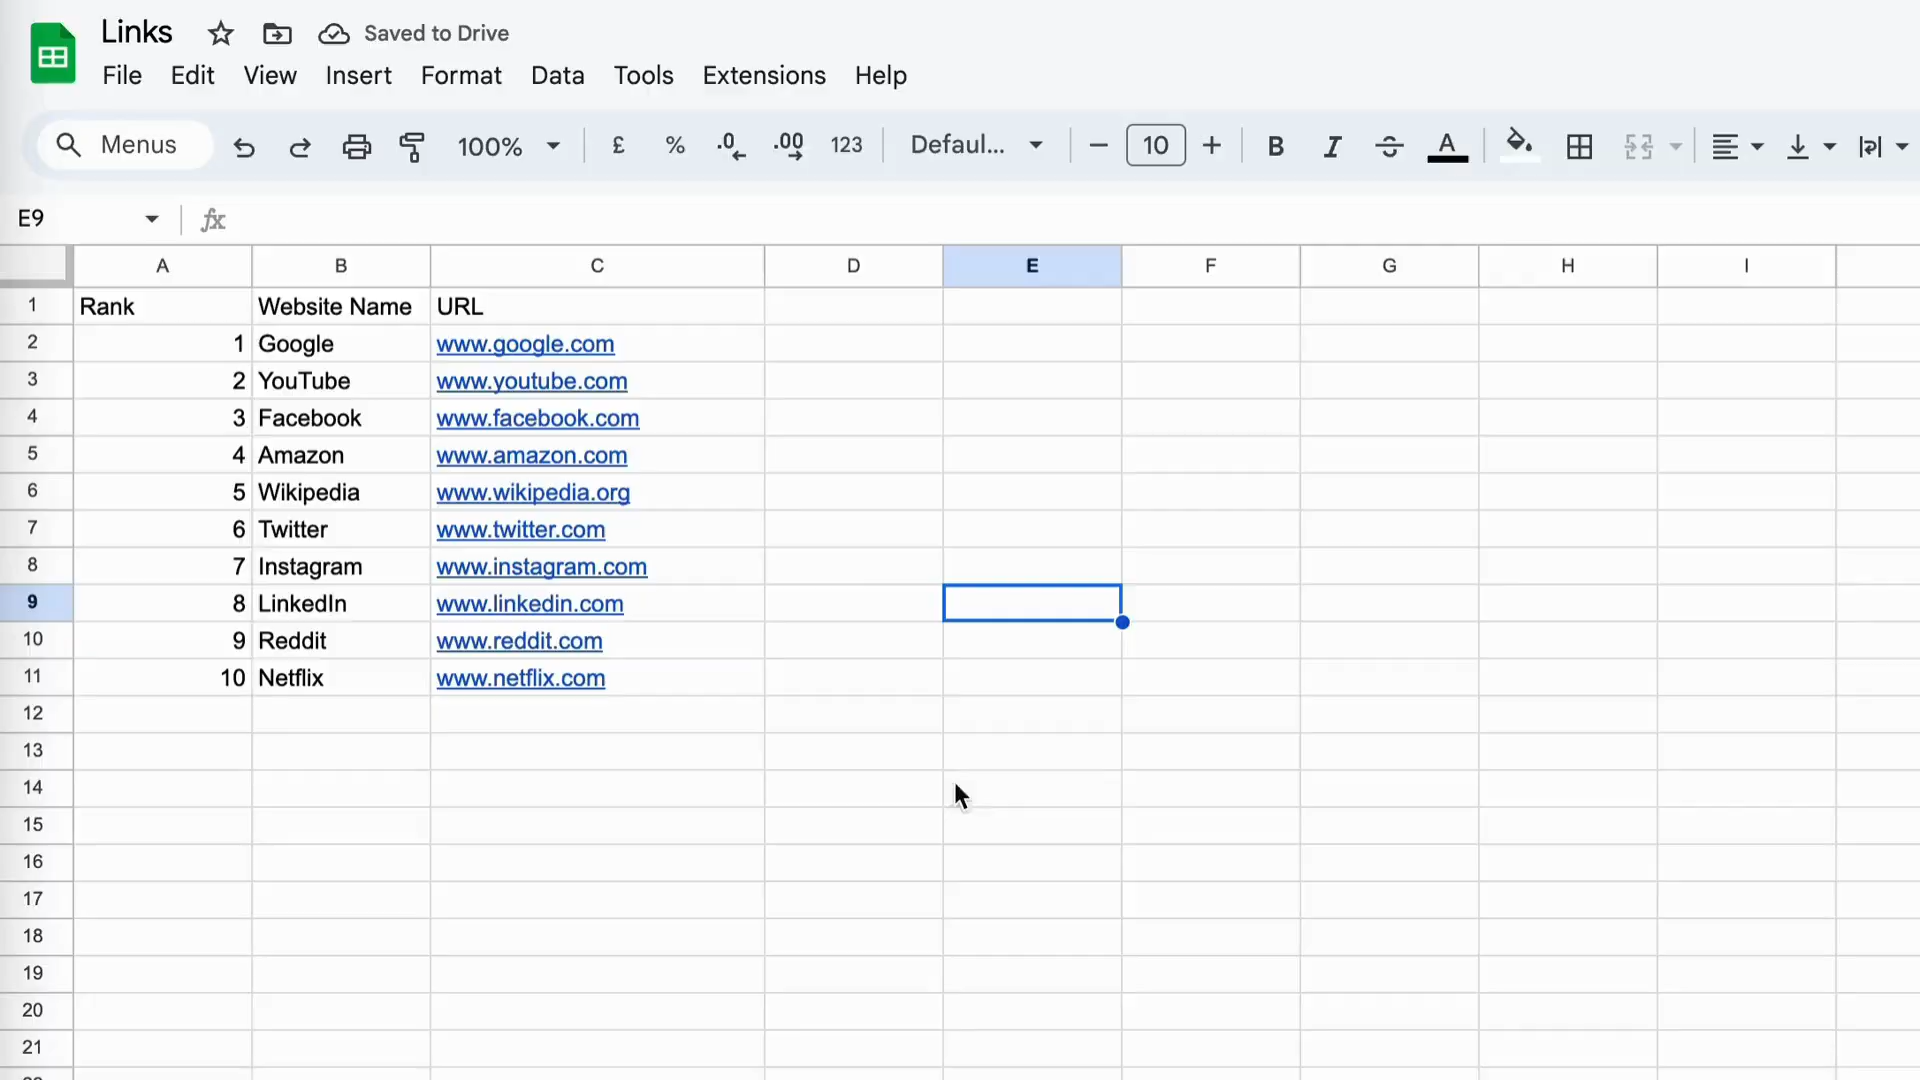 Links Saved to Drive
File Edit View Insert Format Data Tools Extensions Help
Menus 100% £ % .0 .00 123 Defaul... 10 B I S A
E9 fx
A B C D E F G H I
1 Rank Website Name URL
2 1 Google www.google.com
3 2 YouTube www.youtube.com
4 3 Facebook www.facebook.com
5 4 Amazon www.amazon.com
6 5 Wikipedia www.wikipedia.org
7 6 Twitter www.twitter.com
8 7 Instagram www.instagram.com
9 8 LinkedIn www.linkedin.com
10 9 Reddit www.reddit.com
11 10 Netflix www.netflix.com
12
13
14
15
16
17
18
19
20
21